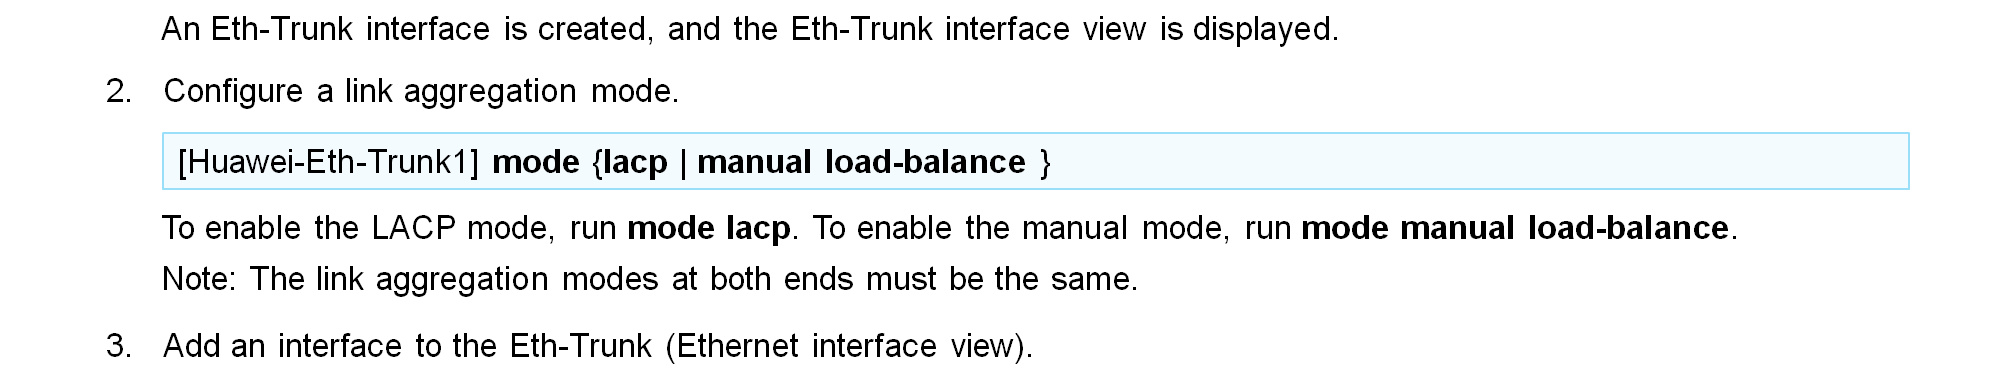 An Eth-Trunk interface is created, and the Eth-Trunk interface view is displayed.
2. Configure a link aggregation mode.
[Huawei-Eth-Trunk1] mode {lacp | manual load-balance }
To enable the LACP mode, run mode lacp. To enable the manual mode, run mode manual load-balance.
Note: The link aggregation modes at both ends must be the same.
3. Add an interface to the Eth-Trunk (Ethernet interface view).